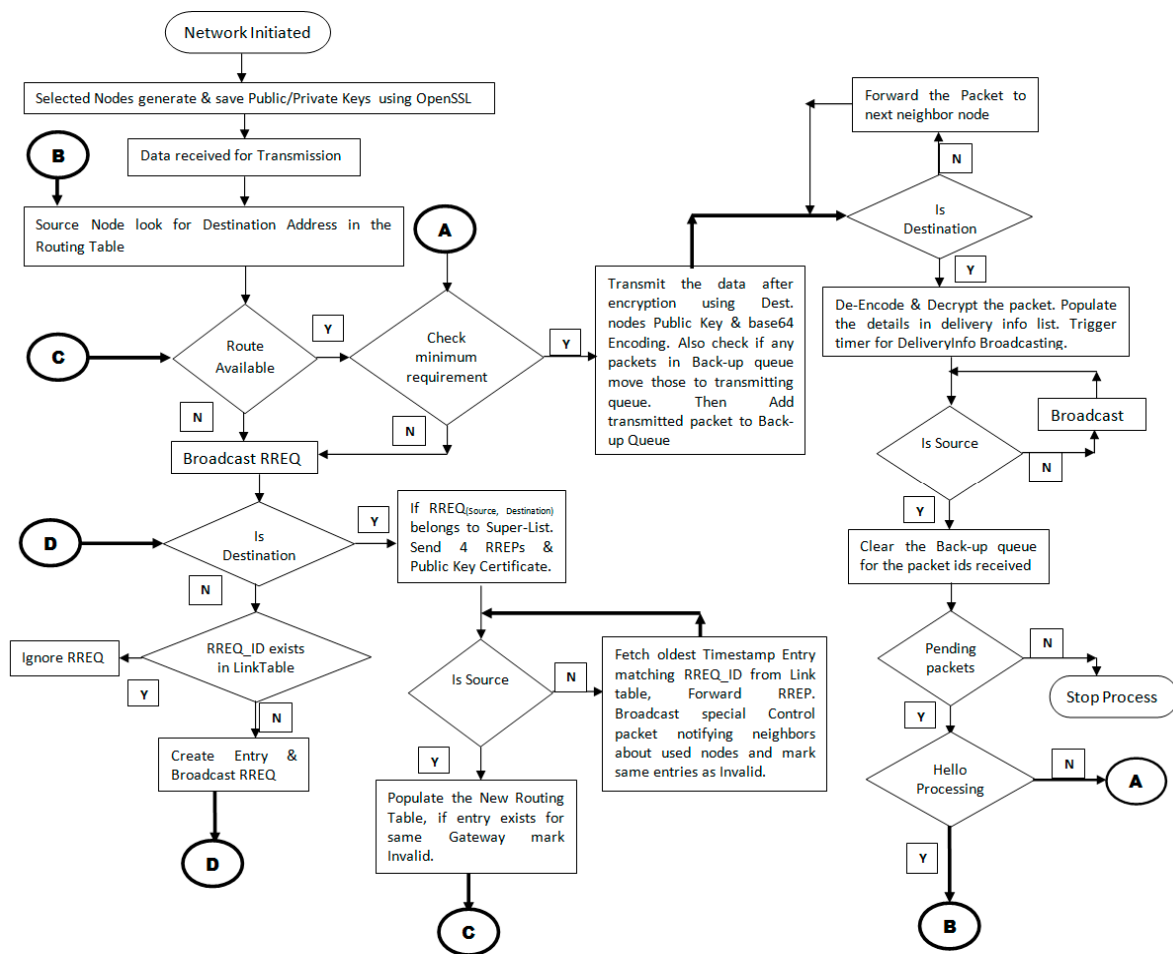 Network Initiated
Selected Nodes generate & save Public/Private Keys using OpenSSL
B
Data received for Transmission
Source Node look for Destination Address in the
Routing Table
A
C
Route
Available
Y
N
Check
minimum
requirement
Y
N
Broadcast RREQ
D
Is
Destination
Y
N
If RREQ(Source, Destination)
belongs to Super-List.
Send 4 RREPs &
Public Key Certificate.
Ignore RREQ
RREQ_ID exists
in LinkTable
Y
N
Create Entry &
Broadcast RREQ
D
Is Source
N
Y
Fetch oldest Timestamp Entry
matching RREQ_ID from Link
table, Forward RREP.
Broadcast special Control
packet notifying neighbors
about used nodes and mark
same entries as Invalid.
Populate the New Routing
Table, if entry exists for
same Gateway mark
Invalid.
C
Transmit the data after
encryption using Dest.
nodes Public Key & base64
Encoding. Also check if any
packets in Back-up queue
move those to transmitting
queue. Then Add
transmitted packet to Back-
up Queue
Forward the Packet to
next neighbor node
N
Is
Destination
Y
De-Encode & Decrypt the packet. Populate
the details in delivery info list. Trigger
timer for DeliveryInfo Broadcasting.
Broadcast
Is Source
N
Y
Clear the Back-up queue
for the packet ids received
Pending
packets
N
Stop Process
Y
Hello
Processing
N
A
Y
B